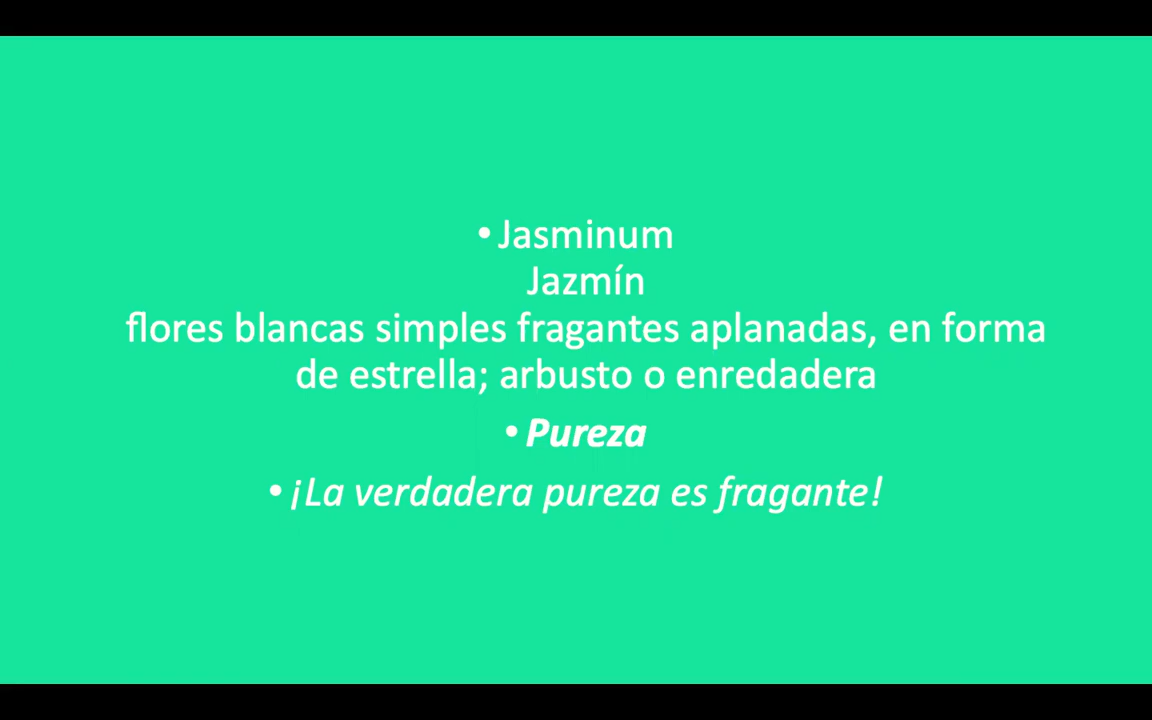 •Jasminum
Jazmín
flores blancas simples fragantes aplanadas, en forma
de estrella; arbusto o enredadera
•Pureza
•¡La verdadera pureza es fragante!